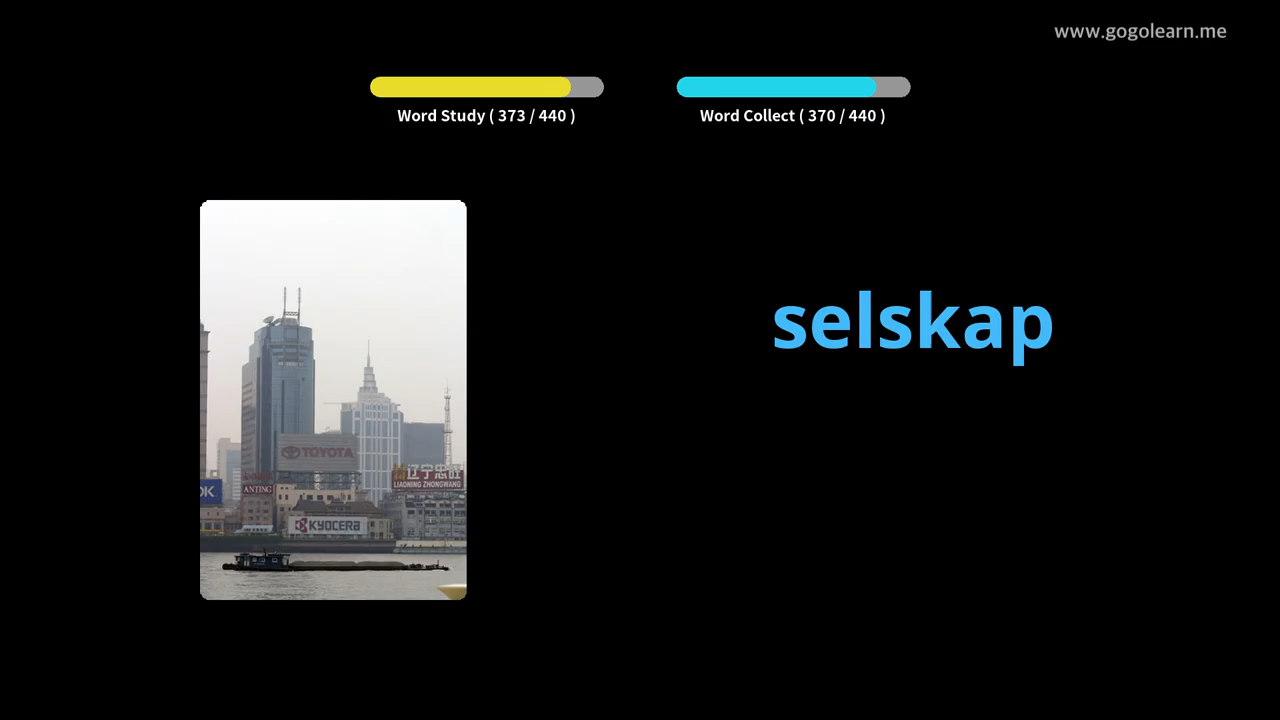 www.gogolearn.me
Word Study ( 373 / 440 )
Word Collect ( 370 / 440 )
selskap
TOYOTA
辽宁忠旺
LIAONING ZHONGWANG
OK
ANTING
KYOCERA